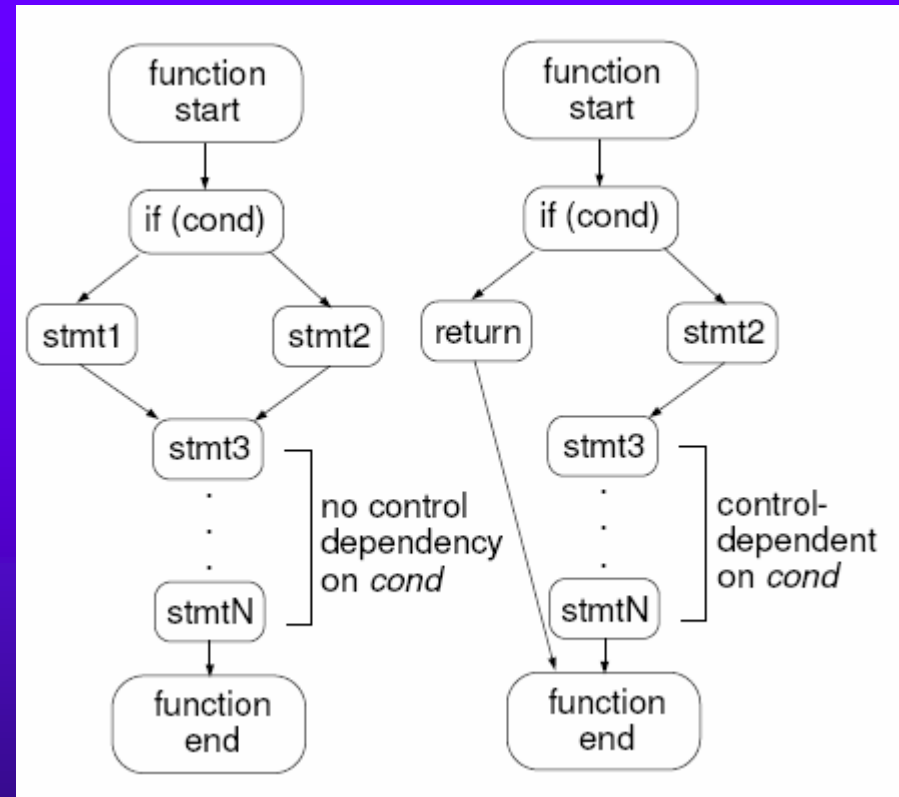 function
start
if (cond)
stmt1
stmt2
stmt3
.
.
.
stmtN
no control
dependency
on cond
function
end
function
start
if (cond)
return
stmt2
stmt3
.
.
.
stmtN
control-
dependent
on cond
function
end